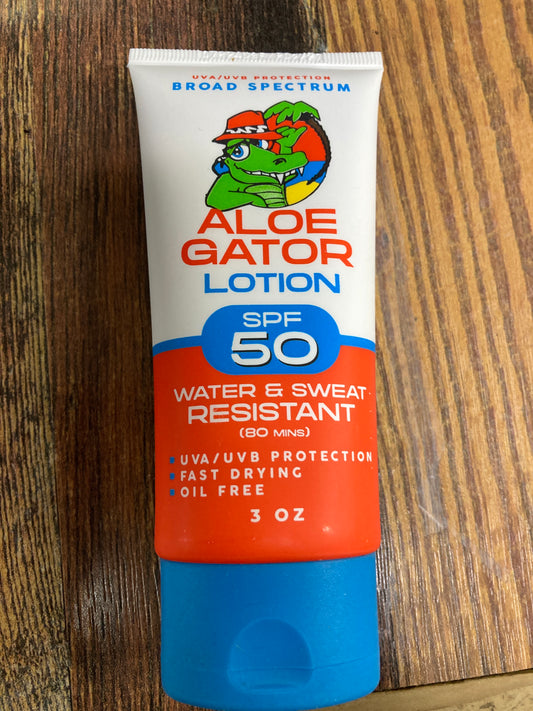 UVA/UVB PROTECTION
BROAD SPECTRUM
ALOE
GATOR
LOTION
SPF
50
WATER & SWEAT
RESISTANT
(80 MINS)
UVA/UVB PROTECTION
FAST DRYING
OIL FREE
3 OZ